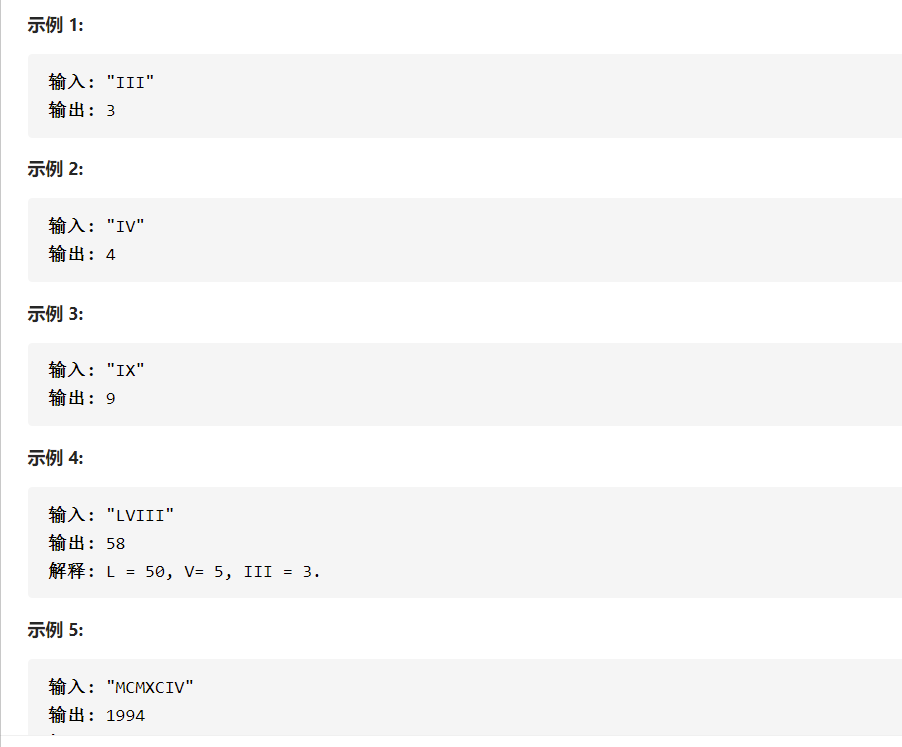 示例 1:
输入: "III"
输出: 3
示例 2:
输入: "IV"
输出: 4
示例 3:
输入: "IX"
输出: 9
示例 4:
输入: "LVIII"
输出: 58
解释: L = 50, V= 5, III = 3.
示例 5:
输入: "MCMXCIV"
输出: 1994